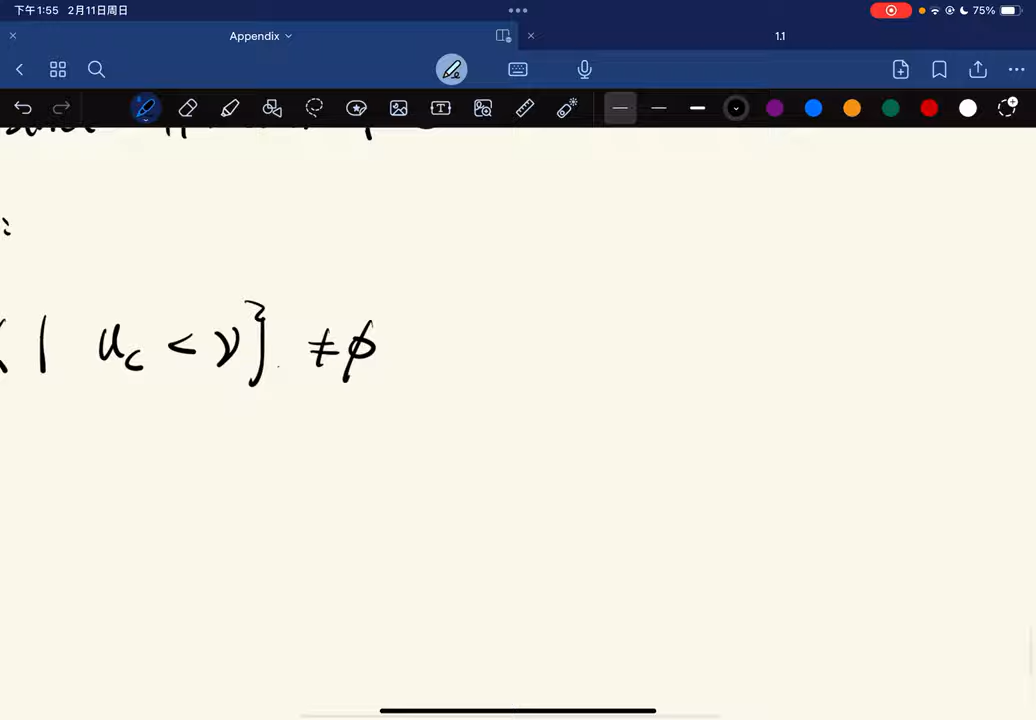 下午1:55 2月11日周日
75%
Appendix
1.1
:
| u_c < ν} ≠ ϕ